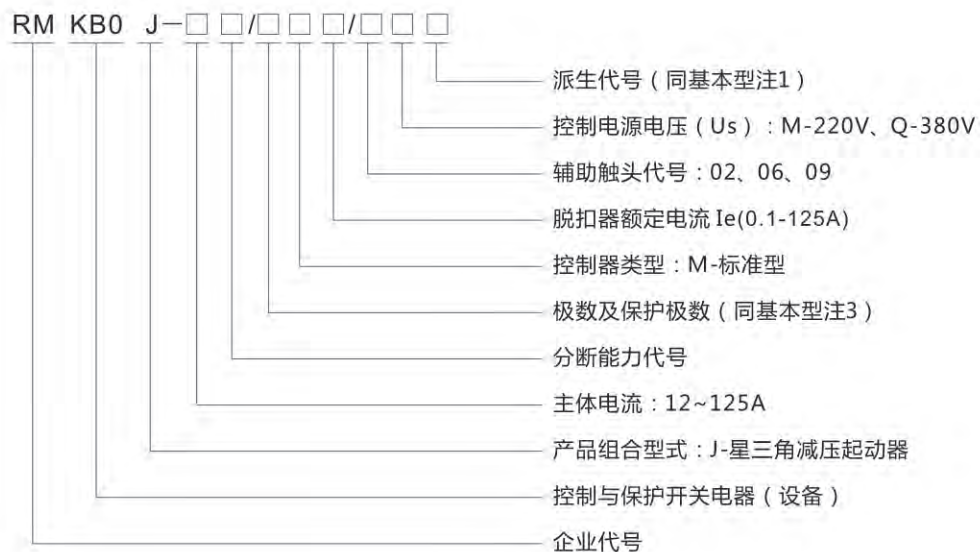 RM KB0 J－□ □/□ □ □/□ □ □
派生代号（同基本型注1）
控制电源电压（Us）：M-220V、Q-380V
辅助触头代号：02、06、09
脱扣器额定电流 Ie(0.1-125A)
控制器类型：M-标准型
极数及保护极数（同基本型注3）
分断能力代号
主体电流：12~125A
产品组合型式：J-星三角减压起动器
控制与保护开关电器（设备）
企业代号